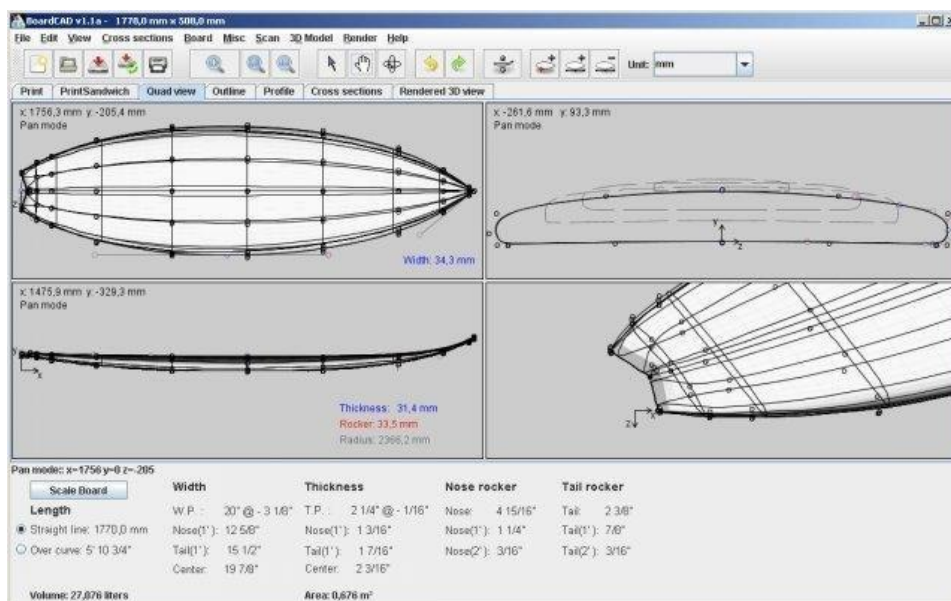 BoardCAD v1.1a - 1770,0 mm x 508,0 mm
File Edit View Cross sections Board Misc Scan 3D Model Render Help
Unit: mm
Print PrintSandwich Quad view Outline Profile Cross sections Rendered 3D view
x: 1756,3 mm y: -205,4 mm
Pan mode
Width: 34,3 mm
x: -261,6 mm y: 93,3 mm
Pan mode
Y
z
x: 1475,9 mm y: -329,3 mm
Pan mode
x
Thickness: 31,4 mm
Rocker: 33,5 mm
Radius: 2366,2 mm
z
x
Pan mode: x=1756 y=0 z=-205
Scale Board
Width Thickness Nose rocker Tail rocker
Length W.P. : 20" @ - 3 1/8" T.P. : 2 1/4" @ - 1/16" Nose: 4 15/16" Tail: 2 3/8"
Straight line: 1770,0 mm Nose(1'): 12 5/8" Nose(1'): 1 3/16" Nose(1'): 1 1/4" Tail(1'): 7/8"
Over curve: 5' 10 3/4" Tail(1'): 15 1/2" Tail(1'): 1 7/16" Nose(2'): 3/16" Tail(2'): 3/16"
Center: 19 7/8" Center: 2 3/16"
Volume: 27,076 liters Area: 0,676 m²